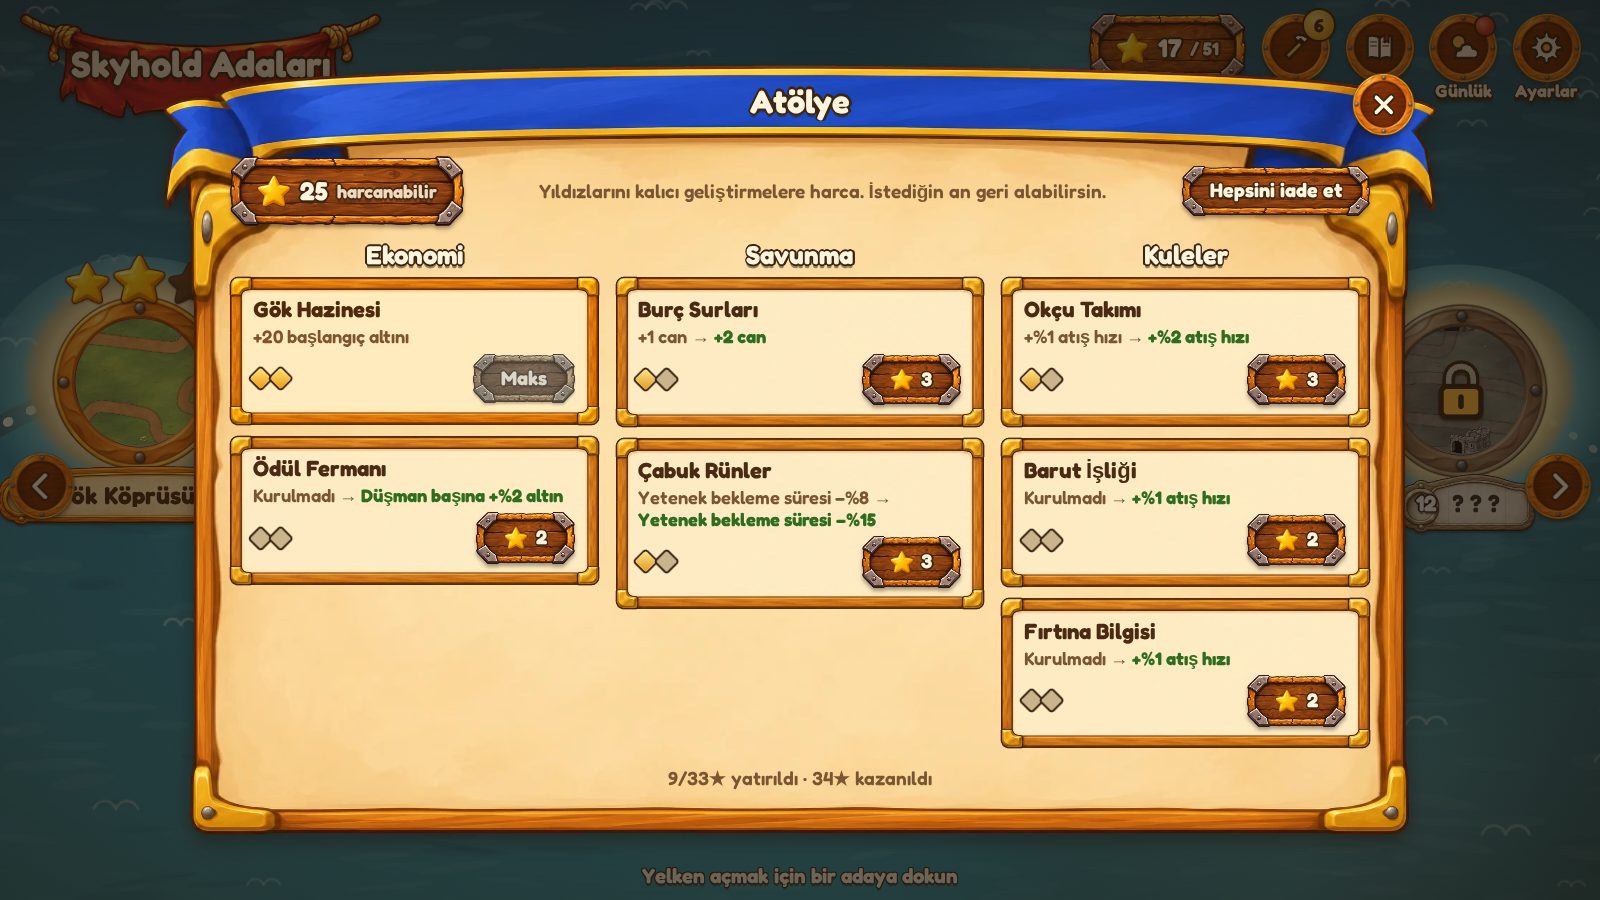 Skyhold Adaları
17 / 51
6
Günlük
Ayarlar
Atölye
25 harcanabilir
Yıldızlarını kalıcı geliştirmelere harca. İstediğin an geri alabilirsin.
Hepsini iade et
Ekonomi
Gök Hazinesi
+20 başlangıç altını
Maks
Ödül Fermanı
Kurulmadı → Düşman başına +%2 altın
2
Savunma
Burç Surları
+1 can → +2 can
3
Çabuk Rünler
Yetenek bekleme süresi −%8 →
Yetenek bekleme süresi −%15
3
Kuleler
Okçu Takımı
+%1 atış hızı → +%2 atış hızı
3
Barut İşliği
Kurulmadı → +%1 atış hızı
2
Fırtına Bilgisi
Kurulmadı → +%1 atış hızı
2
9/33★ yatırıldı · 34★ kazanıldı
ök Köprüsü
12 ???
Yelken açmak için bir adaya dokun